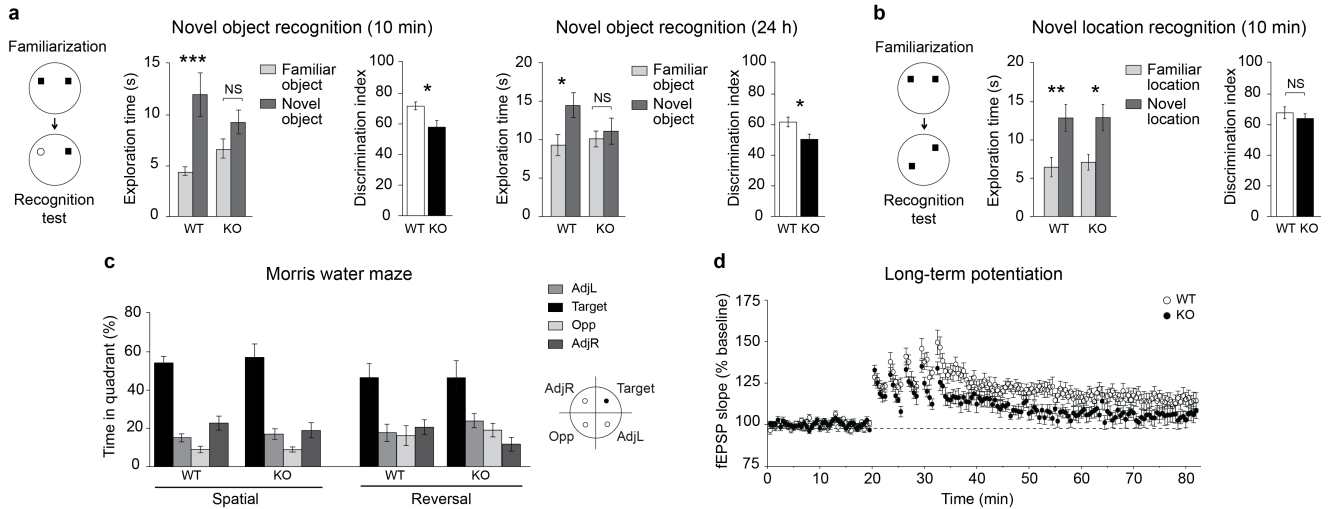 a
Novel object recognition (10 min)
Familiarization
Recognition
test
Exploration time (s)
15
10
5
0
***
NS
WT
KO
Familiar
object
Novel
object
Discrimination index
100
80
60
40
20
0
*
WT KO
Novel object recognition (24 h)
Exploration time (s)
20
15
10
5
0
*
NS
WT
KO
Familiar
object
Novel
object
Discrimination index
100
80
60
40
20
0
*
WT KO
b
Novel location recognition (10 min)
Familiarization
Recognition
test
Exploration time (s)
20
15
10
5
0
**
*
WT
KO
Familiar
location
Novel
location
Discrimination index
100
80
60
40
20
0
NS
WT KO
c
Morris water maze
Time in quadrant (%)
80
60
40
20
0
WT
KO
WT
KO
Spatial
Reversal
AdjL
Target
Opp
AdjR
AdjR
Target
Opp
AdjL
d
Long-term potentiation
fEPSP slope (% baseline)
175
150
125
100
75
WT
KO
0
10
20
30
40
50
60
70
80
Time (min)